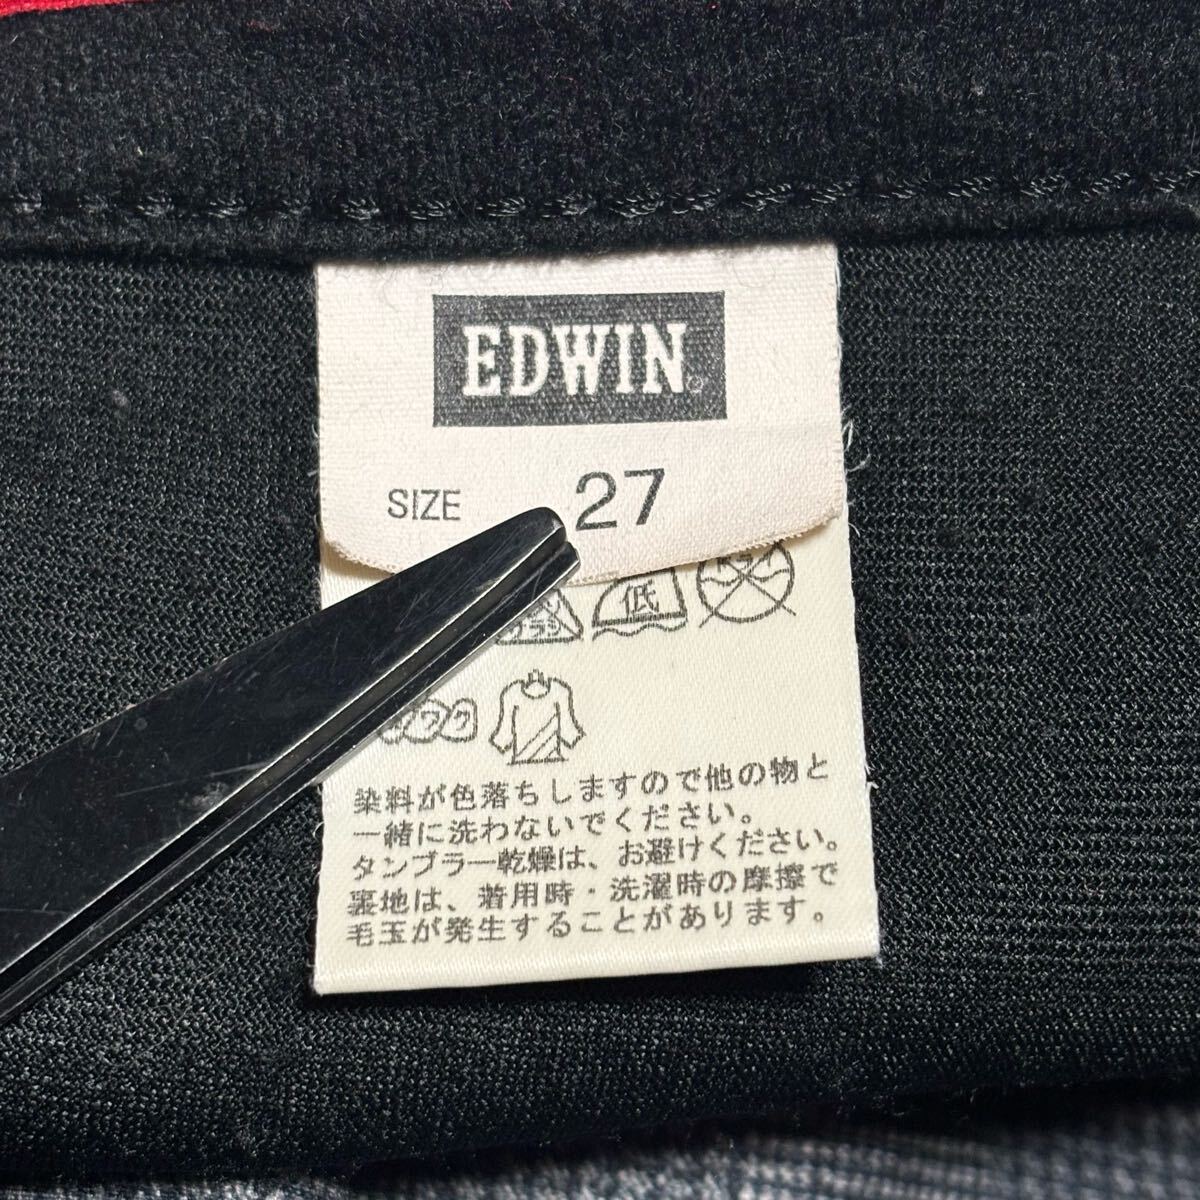 EDWIN
SIZE 27
低
染料が色落ちしますので他の物と
一緒に洗わないでください。
タンブラー乾燥は、お避けください。
裏地は、着用時・洗濯時の摩擦で
毛玉が発生することがあります。